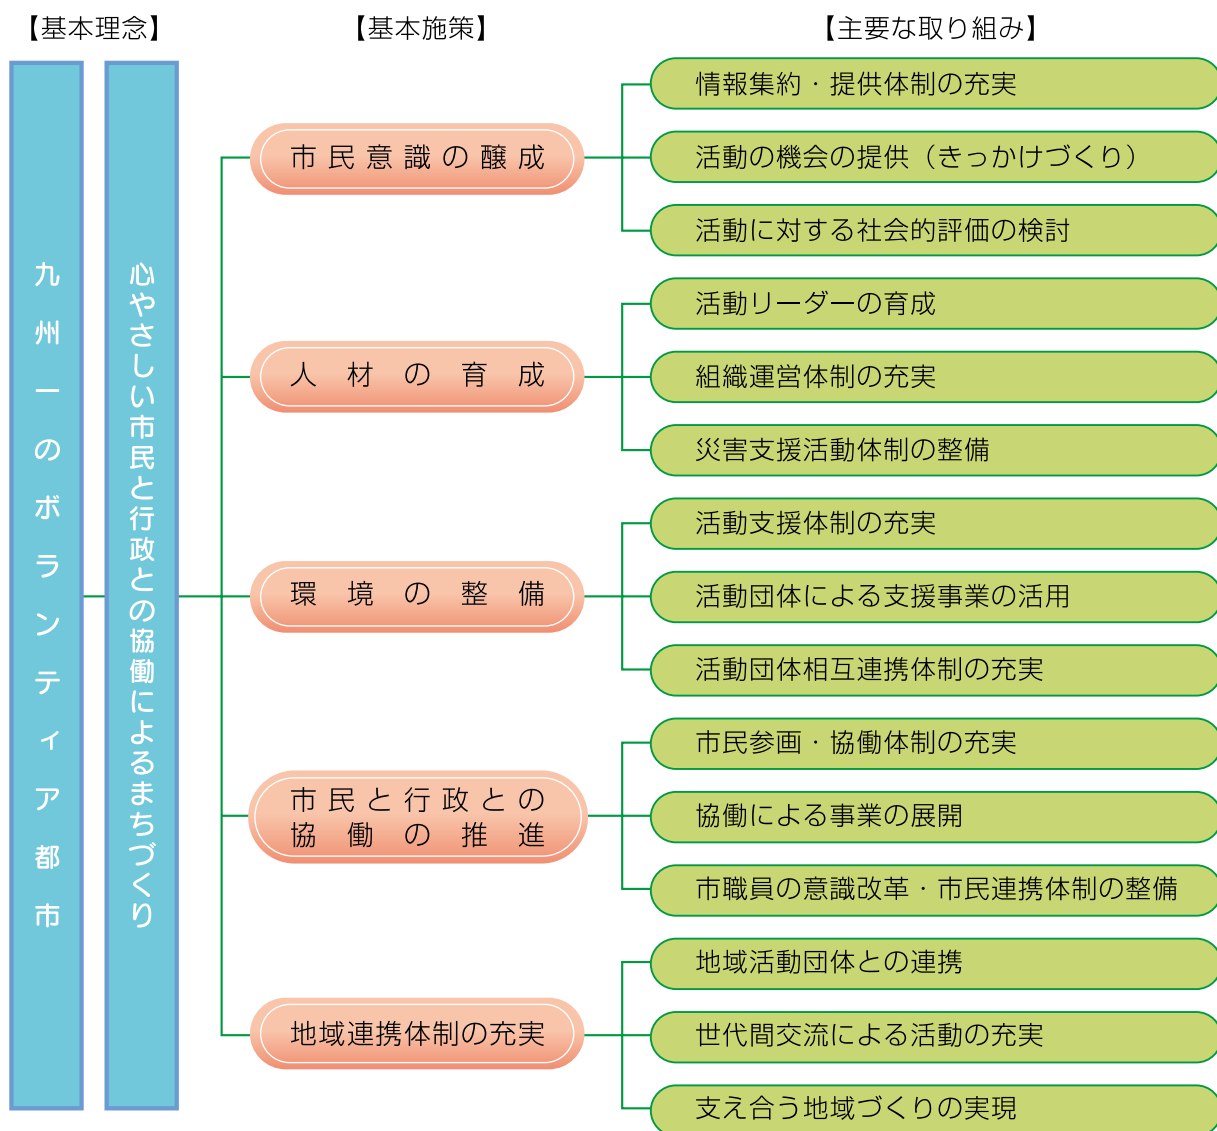 【基本理念】
【基本施策】
【主要な取り組み】
九州一のボランティア都市
心やさしい市民と行政との協働によるまちづくり
市民意識の醸成
情報集約・提供体制の充実
活動の機会の提供（きっかけづくり）
活動に対する社会的評価の検討
人材の育成
活動リーダーの育成
組織運営体制の充実
災害支援活動体制の整備
環境の整備
活動支援体制の充実
活動団体による支援事業の活用
活動団体相互連携体制の充実
市民と行政との
協働の推進
市民参画・協働体制の充実
協働による事業の展開
市職員の意識改革・市民連携体制の整備
地域連携体制の充実
地域活動団体との連携
世代間交流による活動の充実
支え合う地域づくりの実現